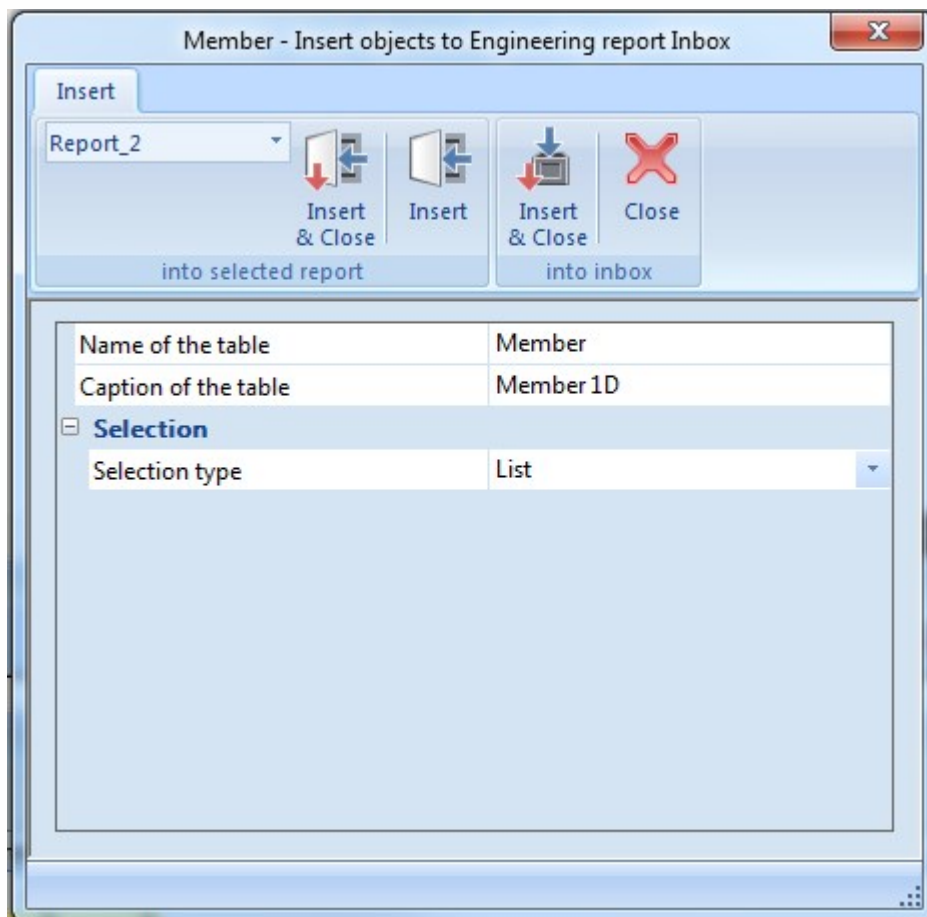 Member - Insert objects to Engineering report Inbox
Insert
Report_2
Insert
& Close
Insert
Insert
& Close
Close
into selected report
into inbox
Name of the table Member
Caption of the table Member 1D
Selection
Selection type List